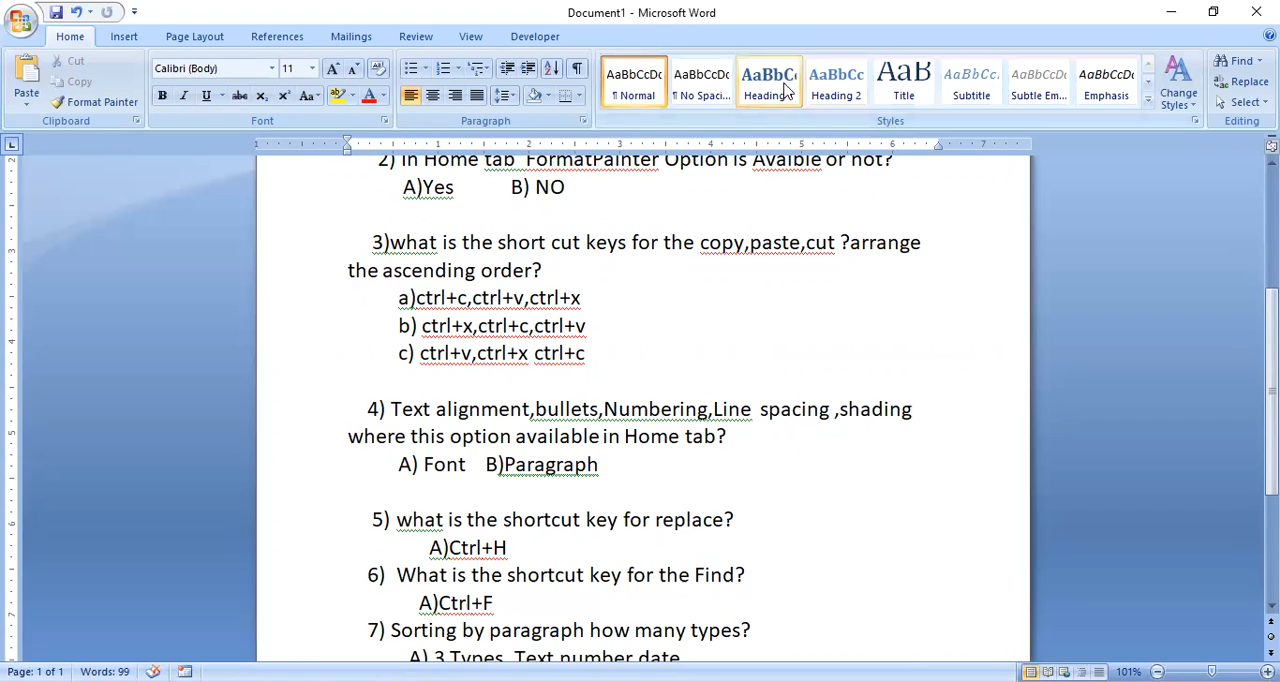 Document1 - Microsoft Word
Home Insert Page Layout References Mailings Review View Developer
Paste Cut Copy Format Painter Clipboard
Calibri (Body) 11 Font
Paragraph
AaBbCcDc ¶ Normal
AaBbCcDc ¶ No Spaci...
AaBbCc Heading
AaBbCc Heading 2
AaB Title
AaBbCc. Subtitle
AaBbCcDc Subtle Em...
AaBbCcDc Emphasis
Change Styles
Styles
Find Replace Select Editing
2) In Home tab FormatPainter Option is Avaible or not?
A)Yes B) NO
3)what is the short cut keys for the copy,paste,cut ?arrange
the ascending order?
a)ctrl+c,ctrl+v,ctrl+x
b) ctrl+x,ctrl+c,ctrl+v
c) ctrl+v,ctrl+x ctrl+c
4) Text alignment,bullets,Numbering,Line spacing ,shading
where this option available in Home tab?
A) Font B)Paragraph
5) what is the shortcut key for replace?
A)Ctrl+H
6) What is the shortcut key for the Find?
A)Ctrl+F
7) Sorting by paragraph how many types?
A) 3 Types Text number date
Page: 1 of 1 Words: 99 101%